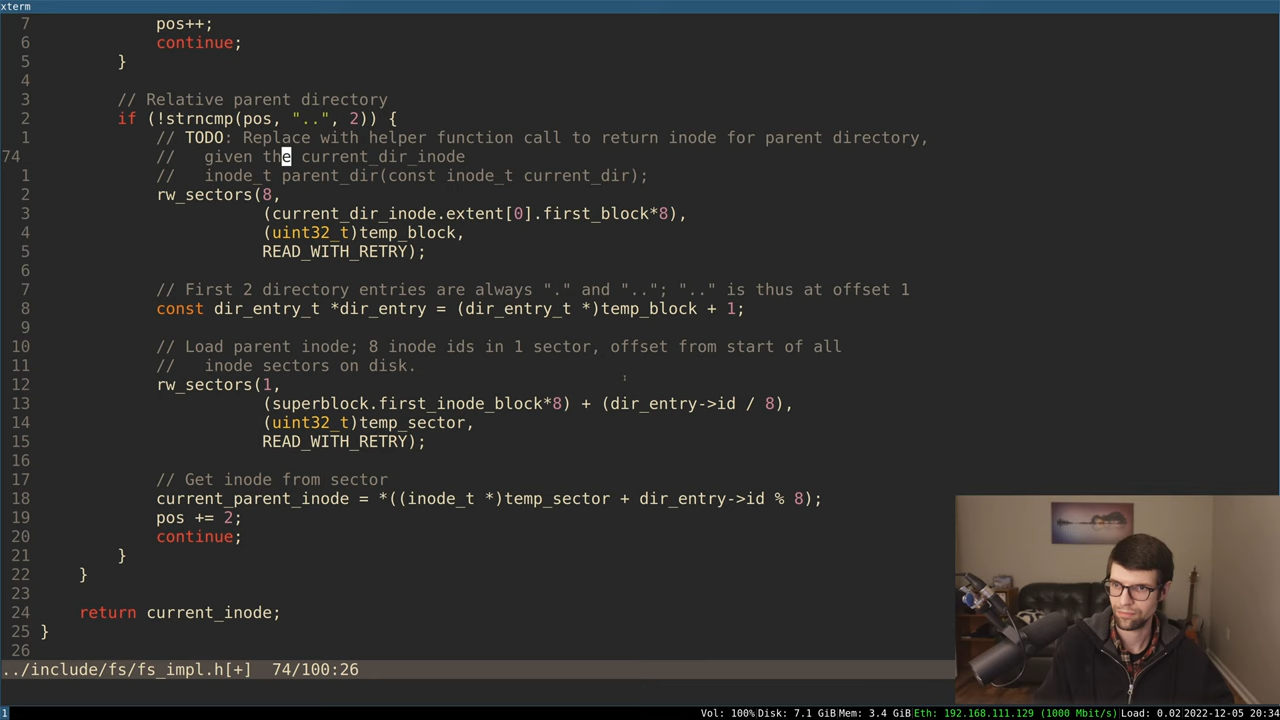 xterm
7 pos++;
6 continue;
5 }
4
3 // Relative parent directory
2 if (!strncmp(pos, "..", 2)) {
1 // TODO: Replace with helper function call to return inode for parent directory,
74 // given the current_dir_inode
1 // inode_t parent_dir(const inode_t current_dir);
2 rw_sectors(8,
3 (current_dir_inode.extent[0].first_block*8),
4 (uint32_t)temp_block,
5 READ_WITH_RETRY);
6
7 // First 2 directory entries are always "." and ".."; ".." is thus at offset 1
8 const dir_entry_t *dir_entry = (dir_entry_t *)temp_block + 1;
9
10 // Load parent inode; 8 inode ids in 1 sector, offset from start of all
11 // inode sectors on disk.
12 rw_sectors(1,
13 (superblock.first_inode_block*8) + (dir_entry->id / 8),
14 (uint32_t)temp_sector,
15 READ_WITH_RETRY);
16
17 // Get inode from sector
18 current_parent_inode = *((inode_t *)temp_sector + dir_entry->id % 8);
19 pos += 2;
20 continue;
21 }
22 }
23
24 return current_inode;
25 }
26
../include/fs/fs_impl.h[+] 74/100:26
1 Vol: 100% Disk: 7.1 GiB Mem: 3.4 GiB Eth: 192.168.111.129 (1000 Mbit/s) Load: 0.02 2022-12-05 20:34